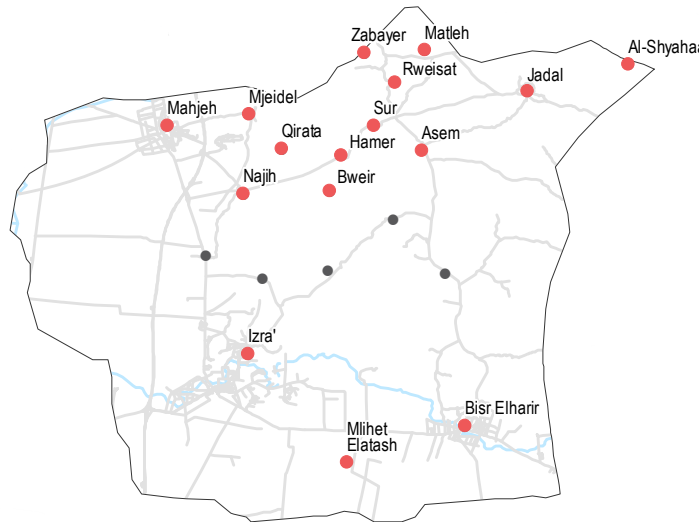 Zabayer
Matleh
Al-Shyahaa
Rweisat
Jadal
Mahjeh
Mjeidel
Sur
Qirata
Hamer
Asem
Najih
Bweir
Izra'
Bisr Elharir
Mlihet
Elatash